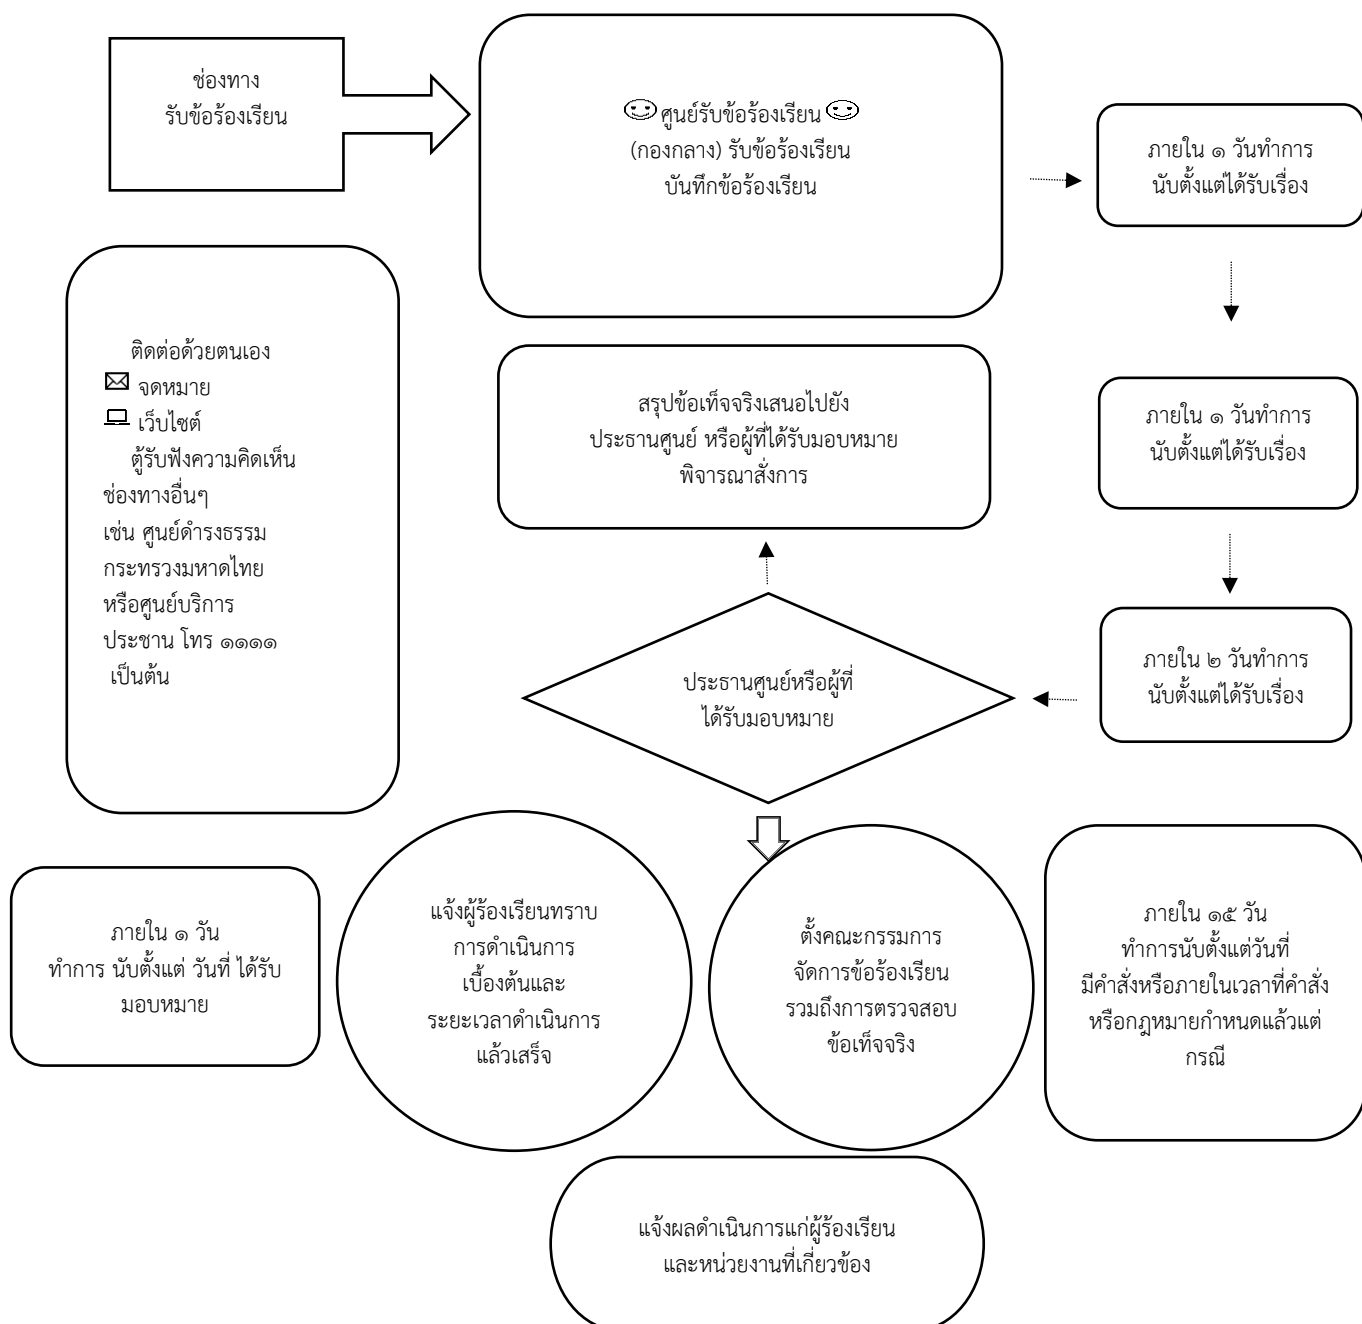 ช่องทาง
รับข้อร้องเรียน
ศูนย์รับข้อร้องเรียน
(กองกลาง) รับข้อร้องเรียน
บันทึกข้อร้องเรียน
ภายใน ๑ วันทำการ
นับตั้งแต่ได้รับเรื่อง
ติดต่อด้วยตนเอง
จดหมาย
เว็บไซต์
ตู้รับฟังความคิดเห็น
ช่องทางอื่นๆ
เช่น ศูนย์ดำรงธรรม
กระทรวงมหาดไทย
หรือศูนย์บริการ
ประชาน โทร ๑๑๑๑
เป็นต้น
สรุปข้อเท็จจริงเสนอไปยัง
ประธานศูนย์ หรือผู้ที่ได้รับมอบหมาย
พิจารณาสั่งการ
ภายใน ๑ วันทำการ
นับตั้งแต่ได้รับเรื่อง
ประธานศูนย์หรือผู้ที่
ได้รับมอบหมาย
ภายใน ๒ วันทำการ
นับตั้งแต่ได้รับเรื่อง
ภายใน ๑ วัน
ทำการ นับตั้งแต่ วันที่ ได้รับ
มอบหมาย
แจ้งผู้ร้องเรียนทราบ
การดำเนินการ
เบื้องต้นและ
ระยะเวลาดำเนินการ
แล้วเสร็จ
ตั้งคณะกรรมการ
จัดการข้อร้องเรียน
รวมถึงการตรวจสอบ
ข้อเท็จจริง
ภายใน ๑๕ วัน
ทำการนับตั้งแต่วันที่
มีคำสั่งหรือภายในเวลาที่คำสั่ง
หรือกฎหมายกำหนดแล้วแต่
กรณี
แจ้งผลดำเนินการแก่ผู้ร้องเรียน
และหน่วยงานที่เกี่ยวข้อง